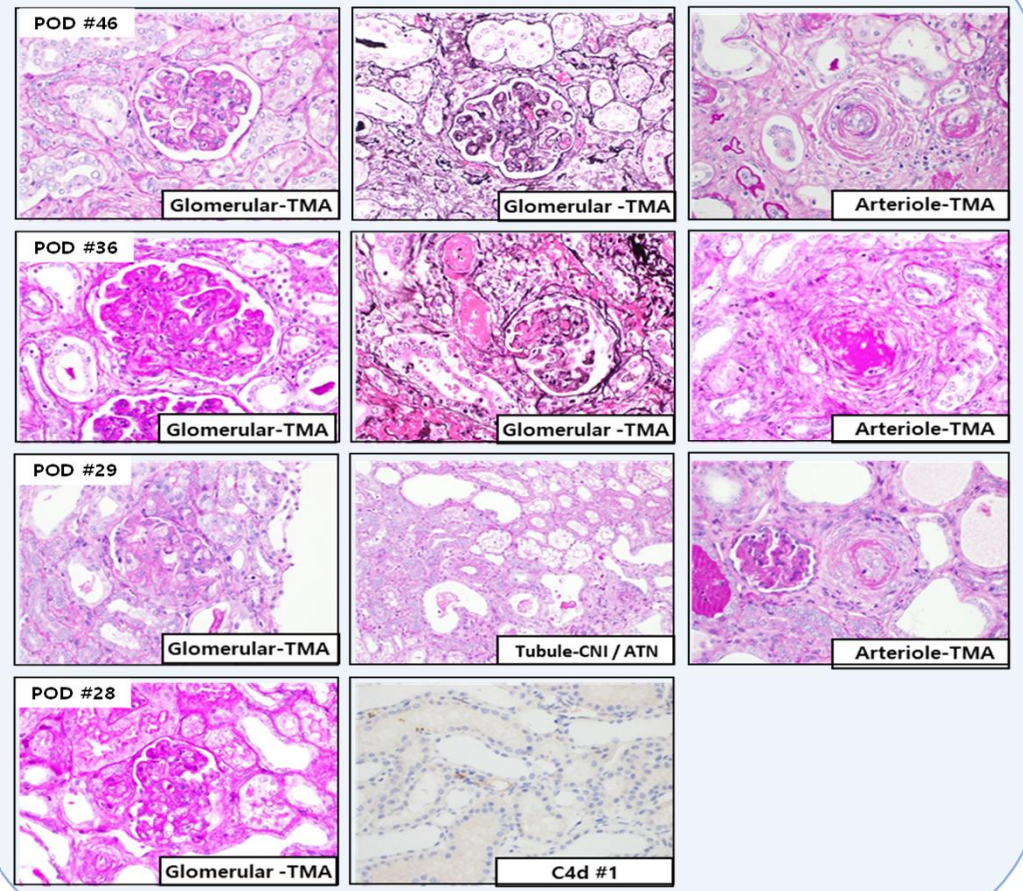 POD #46
Glomerular-TMA
Glomerular -TMA
Arteriole-TMA
POD #36
Glomerular-TMA
Glomerular -TMA
Arteriole-TMA
POD #29
Glomerular-TMA
Tubule-CNI / ATN
Arteriole-TMA
POD #28
Glomerular -TMA
C4d #1